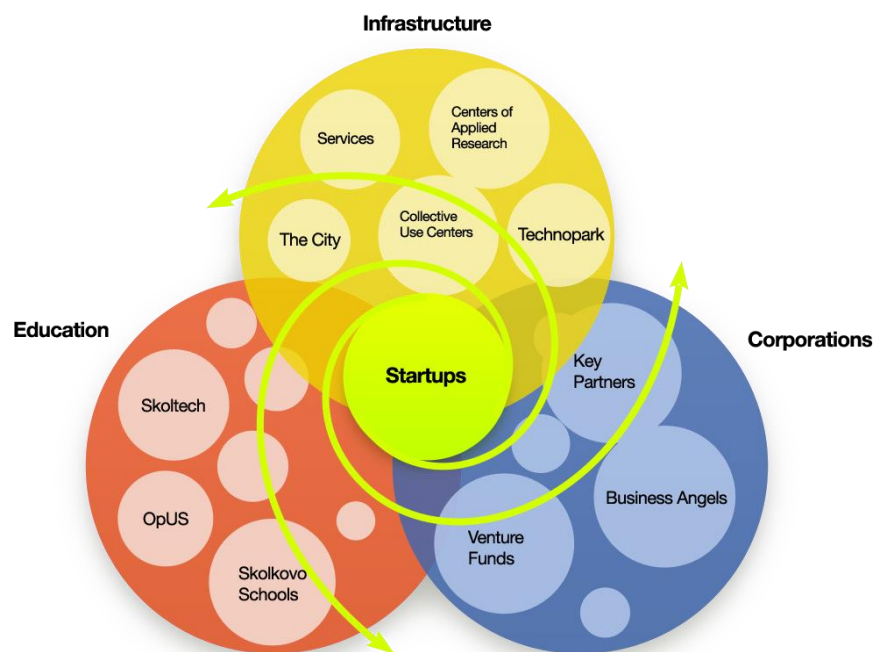 Infrastructure
Services
Centers of
Applied
Research
The City
Collective
Use Centers
Technopark
Education
Corporations
Startups
Key
Partners
Skoltech
Business Angels
OpUS
Venture
Funds
Skolkovo
Schools